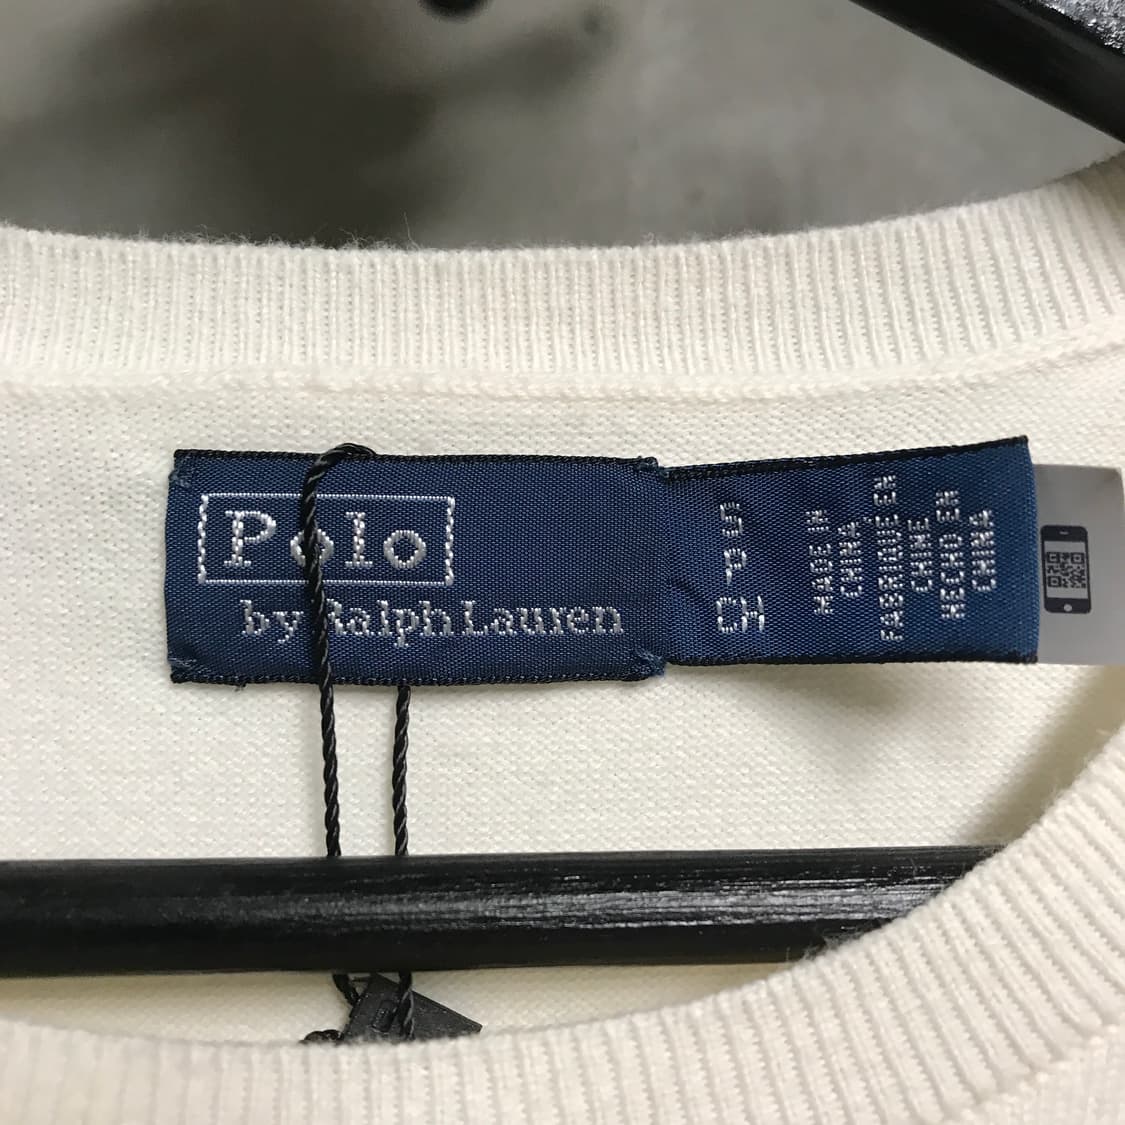 Polo
by Ralph Lauren
S
P
CH
MADE IN
CHINA
FABRIQUE EN
CHINE
HECHO EN
CHINA